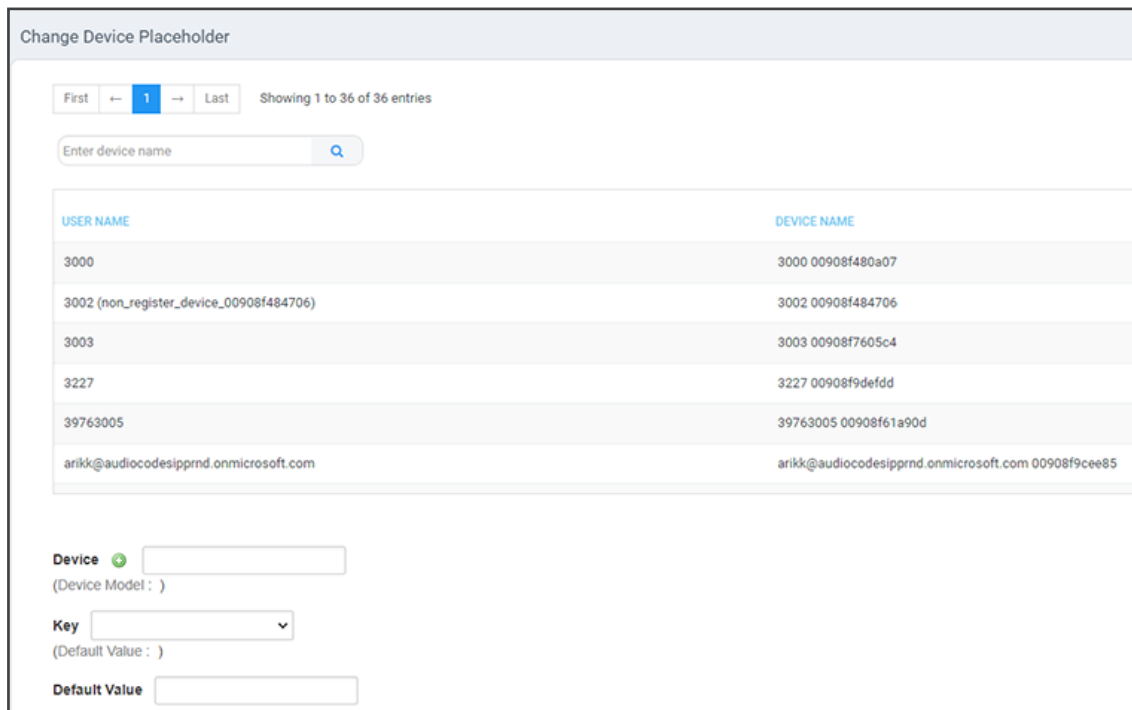 Change Device Placeholder
First ← 1 → Last Showing 1 to 36 of 36 entries
Enter device name
USER NAME DEVICE NAME
3000 3000 00908f480a07
3002 (non_register_device_00908f484706) 3002 00908f484706
3003 3003 00908f7605c4
3227 3227 00908f9defdd
39763005 39763005 00908f61a90d
arikk@audiocodesipprnd.onmicrosoft.com arikk@audiocodesipprnd.onmicrosoft.com 00908f9cee85
Device
(Device Model : )
Key
(Default Value : )
Default Value